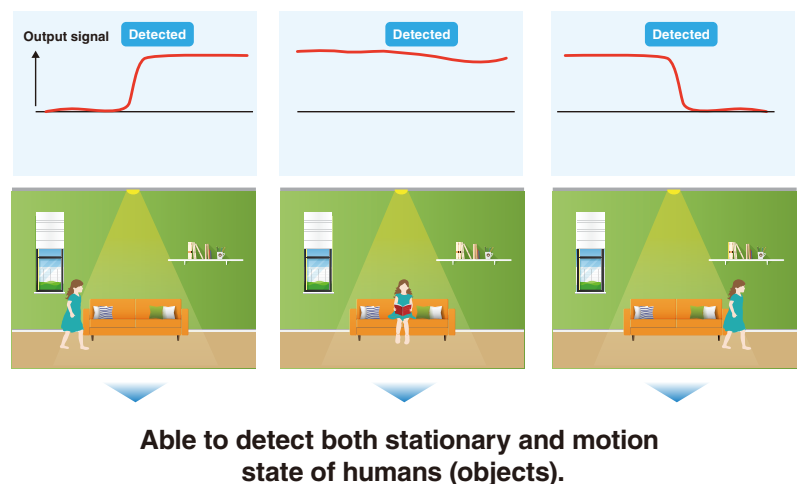 Output signal
Detected
Detected
Detected
Able to detect both stationary and motion
state of humans (objects).